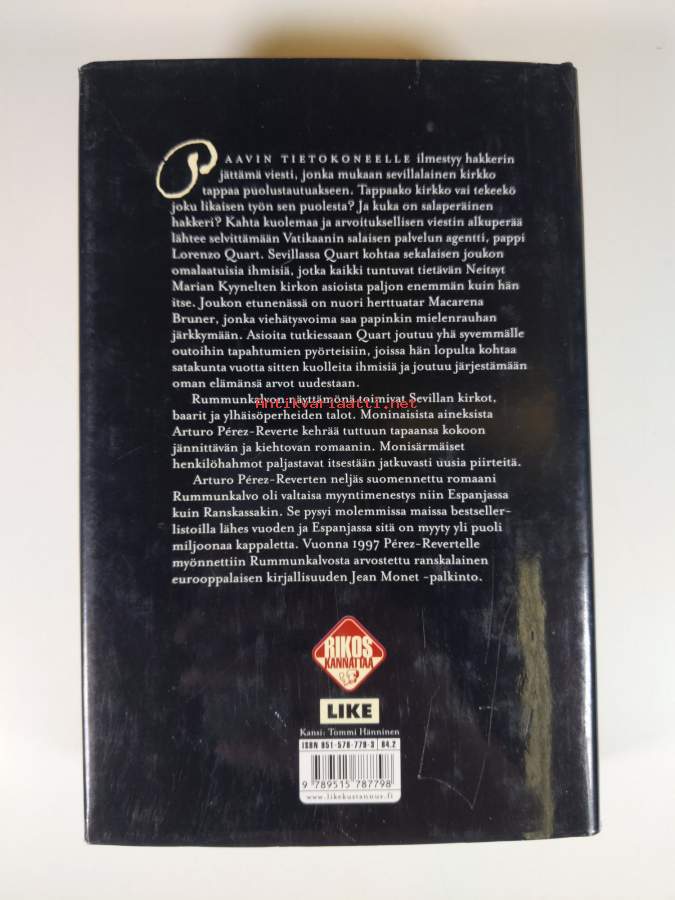 PAAVIN TIETOKONEELLE ilmestyy hakkerin
jättämä viesti, jonka mukaan sevillalainen kirkko
tappaa puolustautuakseen. Tappaako kirkko vai tekeekö
joku likaisen työn sen puolesta? Ja kuka on salaperäinen
hakkeri? Kahta kuolemaa ja arvoituksellisen viestin alkuperää
lähtee selvittämään Vatikaanin salaisen palvelun agentti, pappi
Lorenzo Quart. Sevillassa Quart kohtaa sekalaisen joukon
omalaatuisia ihmisiä, jotka kaikki tuntuvat tietävän Neitsyt
Marian Kyynelten kirkon asioista paljon enemmän kuin hän
itse. Joukon etunenässä on nuori herttuatar Macarena
Bruner, jonka viehätysvoima saa papinkin mielenrauhan
järkkymään. Asioita tutkiessaan Quart joutuu yhä syvemmälle
outoihin tapahtumien pyörteisiin, joissa hän lopulta kohtaa
satakunta vuotta sitten kuolleita ihmisiä ja joutuu järjestämään
oman elämänsä arvot uudestaan.
Rummunkalvon näyttämönä toimivat Sevillan kirkot,
Antikvariaatti.net
baarit ja ylhäisöperheiden talot. Moninaisista aineksista
Arturo Pérez-Reverte kehrää tuttuun tapaansa kokoon
jännittävän ja kiehtovan romaanin. Monisärmäiset
henkilöhahmot paljastavat itsestään jatkuvasti uusia piirteitä.
Arturo Pérez-Reverten neljäs suomennettu romaani
Rummunkalvo oli valtaisa myyntimenestys niin Espanjassa
kuin Ranskassakin. Se pysyi molemmissa maissa bestseller-
listoilla lähes vuoden ja Espanjassa sitä on myyty yli puoli
miljoonaa kappaletta. Vuonna 1997 Pérez-Revertelle
myönnettiin Rummunkalvosta arvostettu ranskalainen
eurooppalaisen kirjallisuuden Jean Monet -palkinto.
RIKOS
KANNATTAA
LIKE
Kansi: Tommi Hänninen
ISBN 951-578-779-3 84.2
9 789515 787798
www.likekustannus.fi